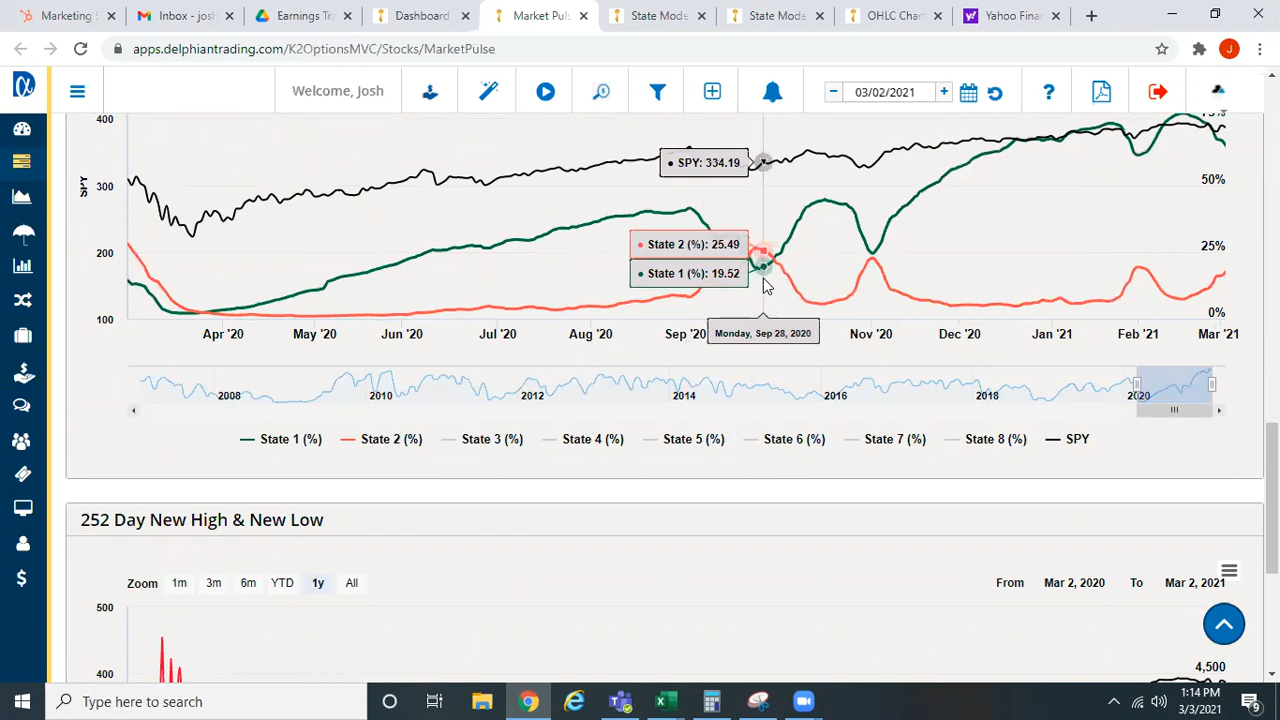 Marketing S
Inbox - josh
Earnings Tra
Dashboard
Market Puls
State Mode
State Mode
OHLC Char
Yahoo Finan
apps.delphiantrading.com/K2OptionsMVC/Stocks/MarketPulse
J
Welcome, Josh
03/02/2021
400
300
200
100
SPY
75%
50%
25%
0%
SPY: 334.19
State 2 (%): 25.49
State 1 (%): 19.52
Monday, Sep 28, 2020
Apr '20
May '20
Jun '20
Jul '20
Aug '20
Sep '20
Nov '20
Dec '20
Jan '21
Feb '21
Mar '21
2008
2010
2012
2014
2016
2018
2020
State 1 (%)
State 2 (%)
State 3 (%)
State 4 (%)
State 5 (%)
State 6 (%)
State 7 (%)
State 8 (%)
SPY
252 Day New High & New Low
Zoom
1m
3m
6m
YTD
1y
All
From Mar 2, 2020 To Mar 2, 2021
500
400
4,500
Type here to search
1:14 PM
3/3/2021
9